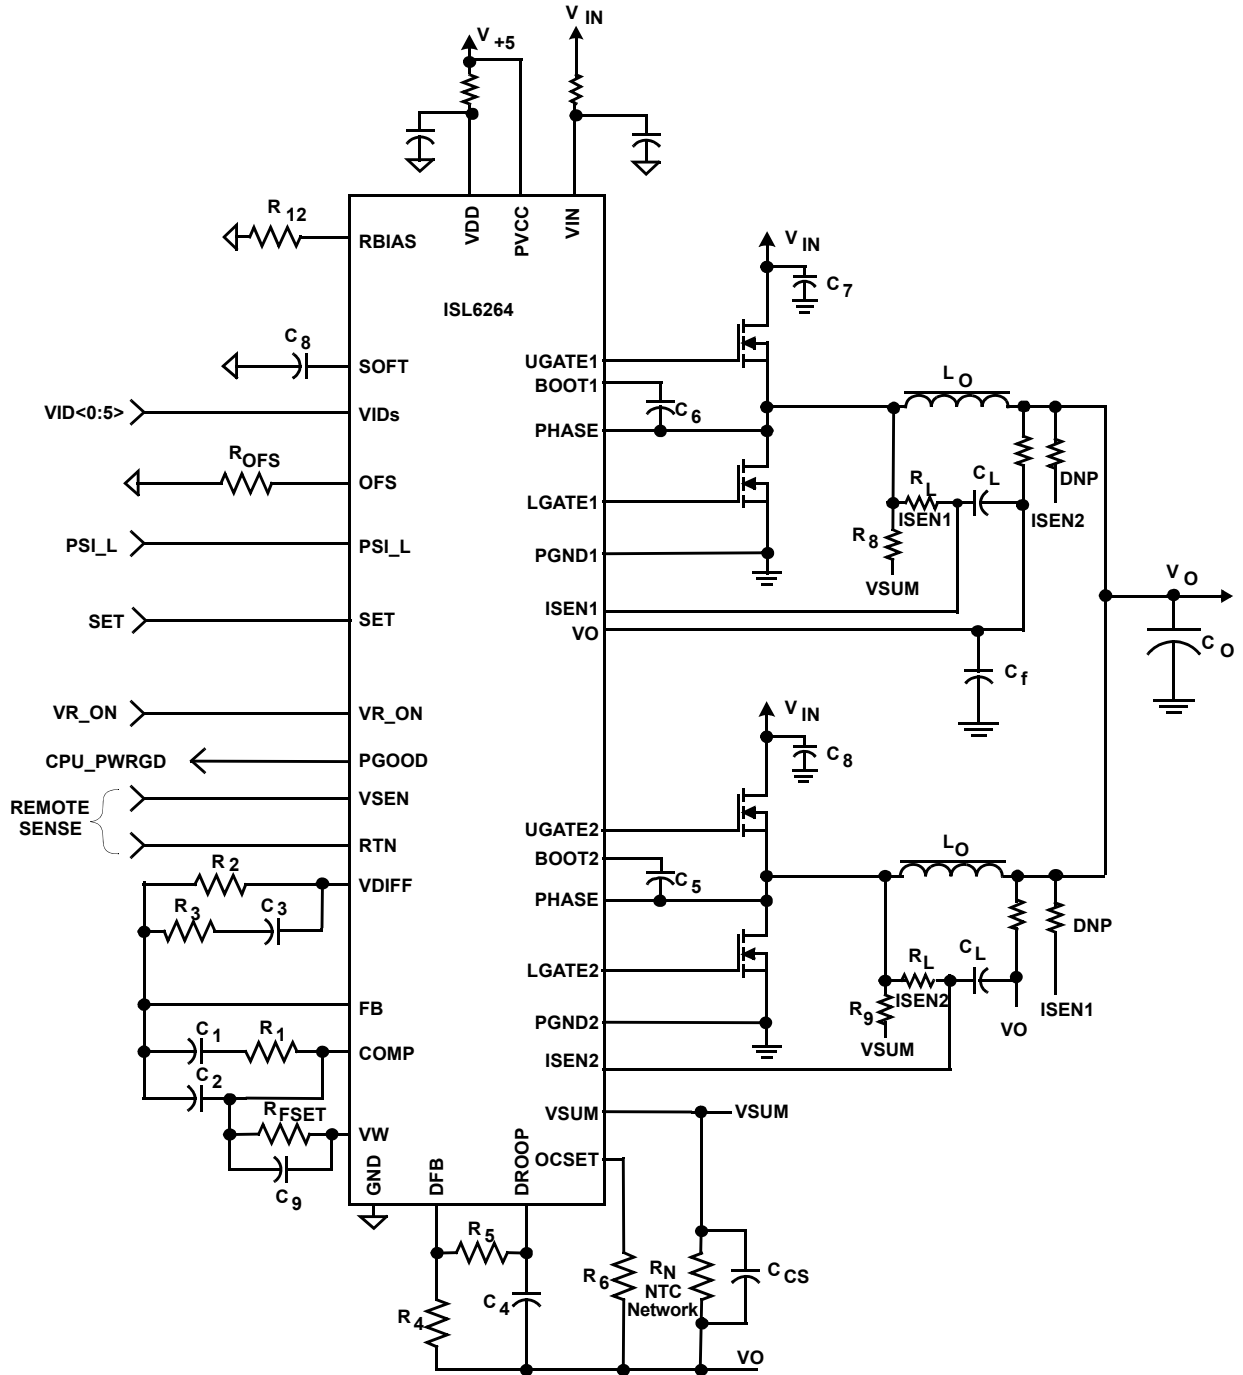 V IN
V +5
VDD
PVCC
VIN
R 12
RBIAS
ISL6264
V IN
C 7
C 8
SOFT
UGATE1
L O
BOOT1
C 6
VID<0:5>
VIDs
PHASE
R OFS
OFS
DNP
R L
C L
LGATE1
ISEN1
ISEN2
PSI_L
PSI_L
R 8
PGND1
VSUM
V O
SET
SET
ISEN1
VO
C O
C f
VR_ON
VR_ON
V IN
CPU_PWRGD
PGOOD
C 8
REMOTE
SENSE
VSEN
RTN
UGATE2
L O
R 2
VDIFF
BOOT2
C 5
R 3
C 3
PHASE
DNP
R L
C L
LGATE2
ISEN2
ISEN1
FB
R 9
VO
PGND2
C 1
R 1
COMP
VSUM
ISEN2
C 2
R FSET
VSUM
VSUM
VW
OCSET
C 9
GND
DFB
DROOP
R 5
R 6
R N
NTC
Network
C CS
R 4
C 4
VO